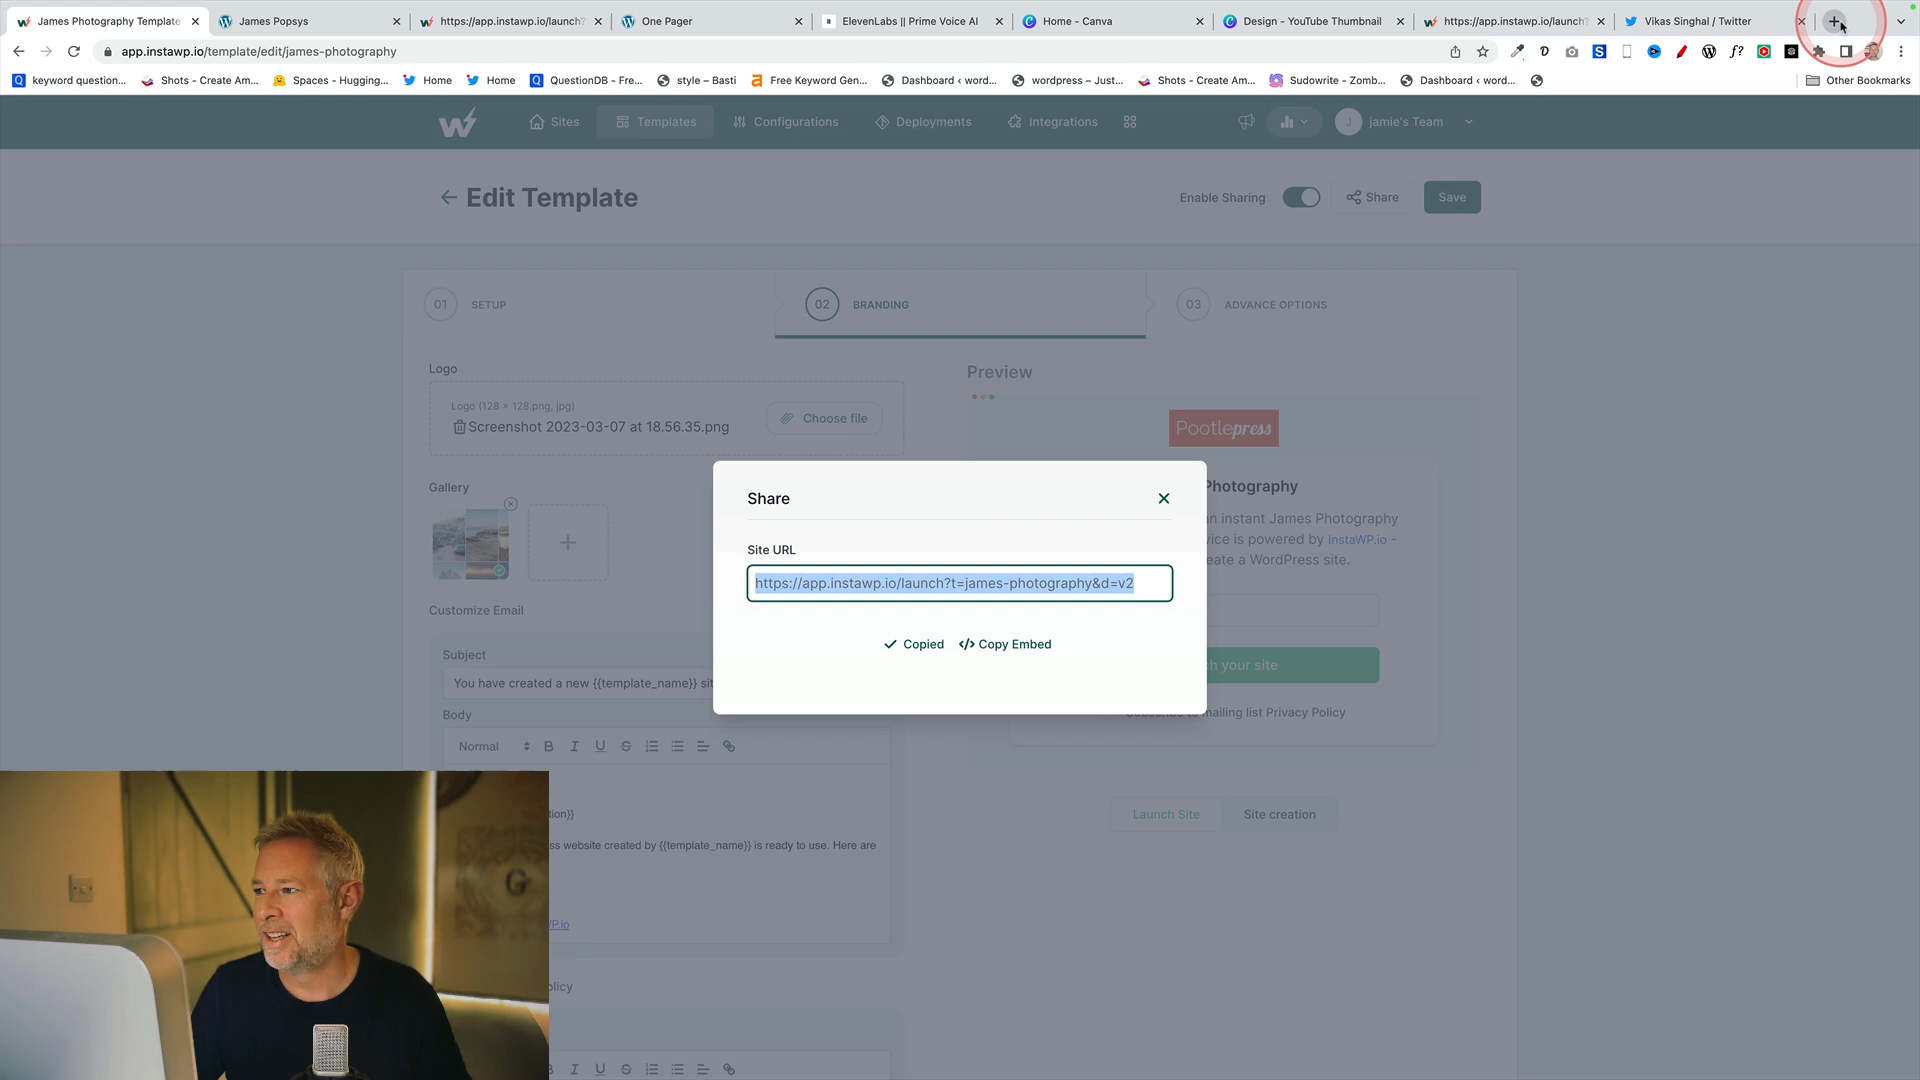 James Photography Template
James Popsys
https://app.instawp.io/launch?
One Pager
ElevenLabs || Prime Voice AI
Home - Canva
Design - YouTube Thumbnail
https://app.instawp.io/launch?
Vikas Singhal / Twitter
app.instawp.io/template/edit/james-photography
keyword question...
Shots - Create Am...
Spaces - Hugging...
Home
Home
QuestionDB - Fre...
style – Basti
Free Keyword Gen...
Dashboard ‹ word...
wordpress – Just...
Shots - Create Am...
Sudowrite - Zomb...
Dashboard ‹ word...
Other Bookmarks
Sites
Templates
Configurations
Deployments
Integrations
J
jamie's Team
Edit Template
Enable Sharing
Share
Save
01 SETUP
02 BRANDING
03 ADVANCE OPTIONS
Logo
Logo (128 × 128,png, jpg)
Screenshot 2023-03-07 at 18.56.35.png
Choose file
Gallery
Customize Email
Subject
You have created a new {{template_name}} sit
Body
Normal
B I U S
tion}}
ss website created by {{template_name}} is ready to use. Here are
P.io
olicy
I U S
Preview
Pootlepress
Photography
n instant James Photography
vice is powered by InstaWP.io -
eate a WordPress site.
ch your site
Subscribe to mailing list Privacy Policy
Launch Site
Site creation
Share
Site URL
https://app.instawp.io/launch?t=james-photography&d=v2
Copied
Copy Embed
G